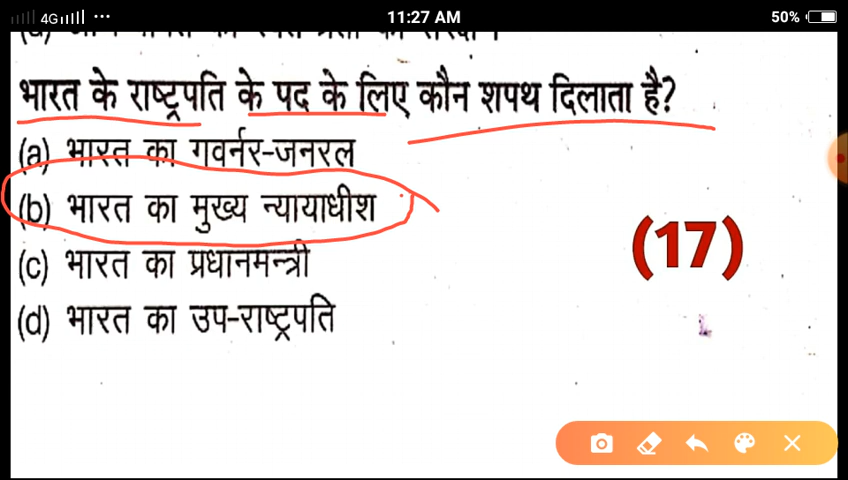 4G
11:27 AM
50%
भारत के राष्ट्रपति के पद के लिए कौन शपथ दिलाता है?
(a) भारत का गवर्नर-जनरल
(b) भारत का मुख्य न्यायाधीश
(c) भारत का प्रधानमन्त्री
(d) भारत का उप-राष्ट्रपति
(17)